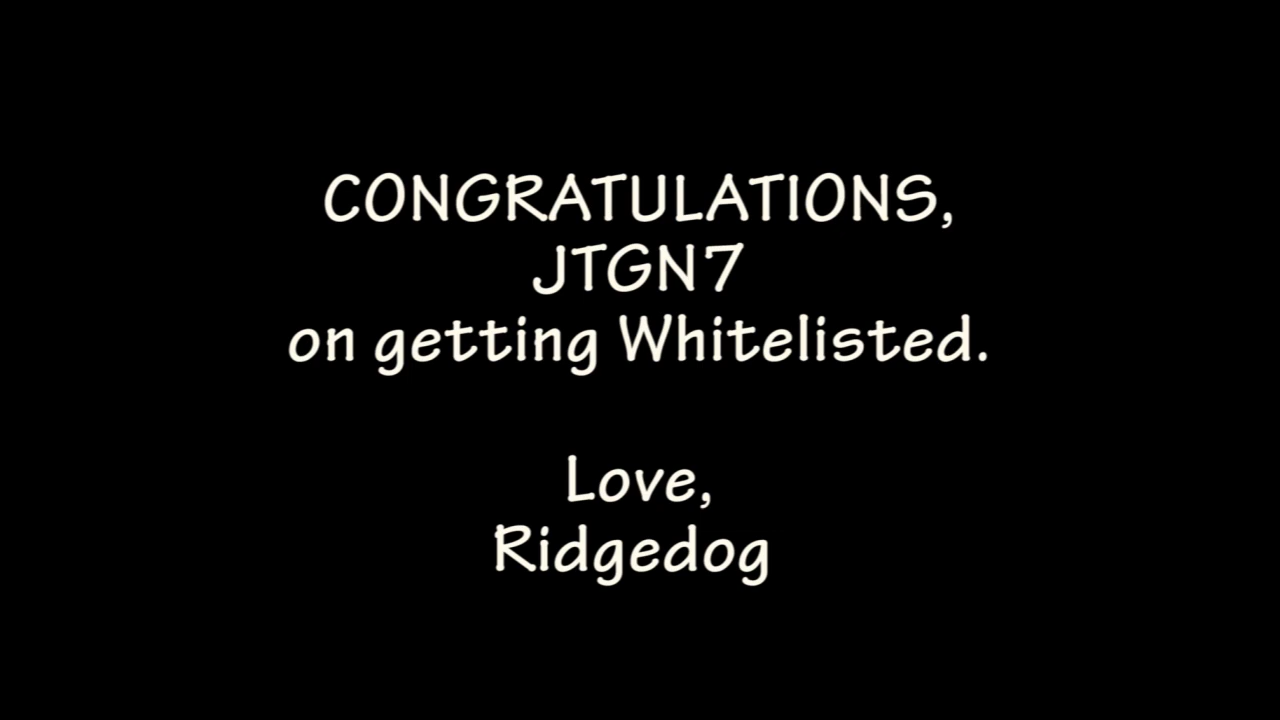 CONGRATULATIONS,
JTGN7
on getting Whitelisted.
Love,
Ridgedog